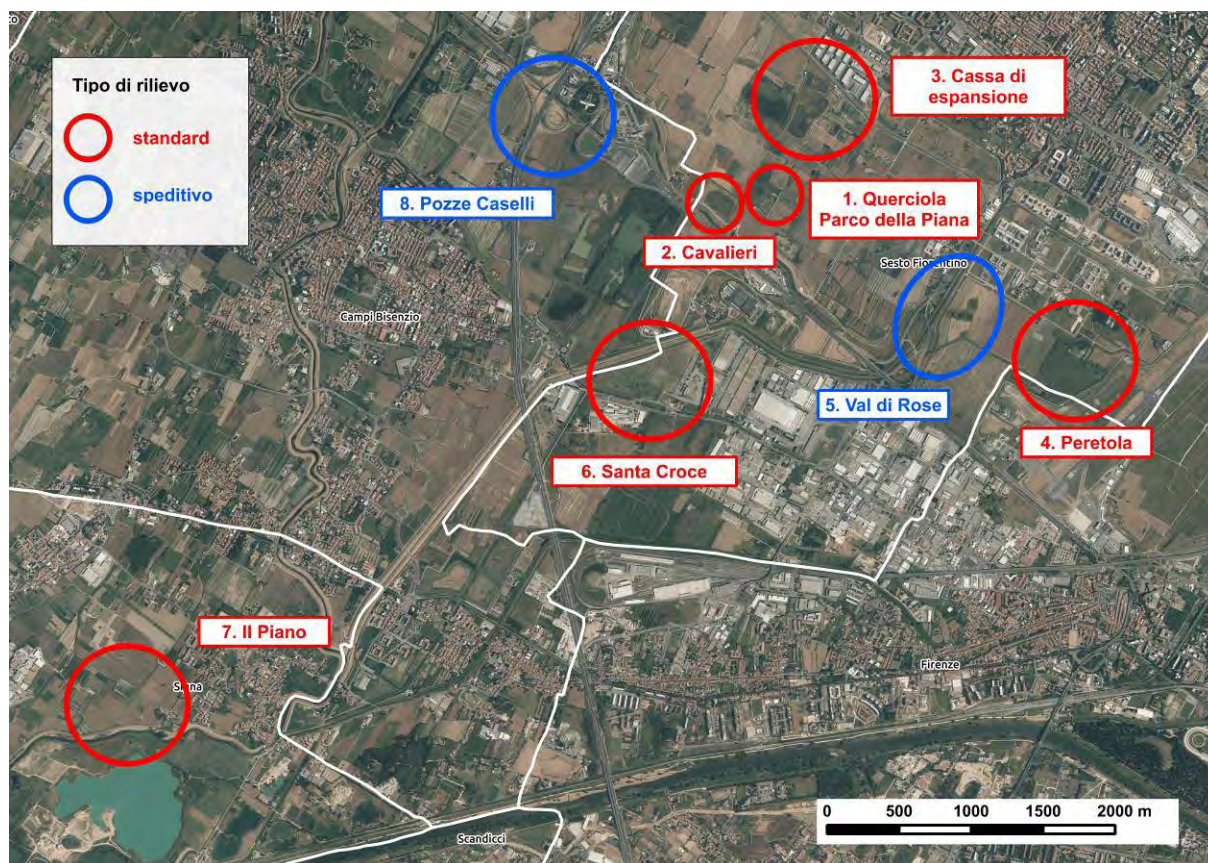 Tipo di rilievo
standard
speditivo
3. Cassa di
espansione
8. Pozze Caselli
1. Querciola
Parco della Piana
2. Cavalieri
Sesto Fiorentino
Campi Bisenzio
5. Val di Rose
4. Peretola
6. Santa Croce
7. Il Piano
Signa
Firenze
0 500 1000 1500 2000 m
Scandicci